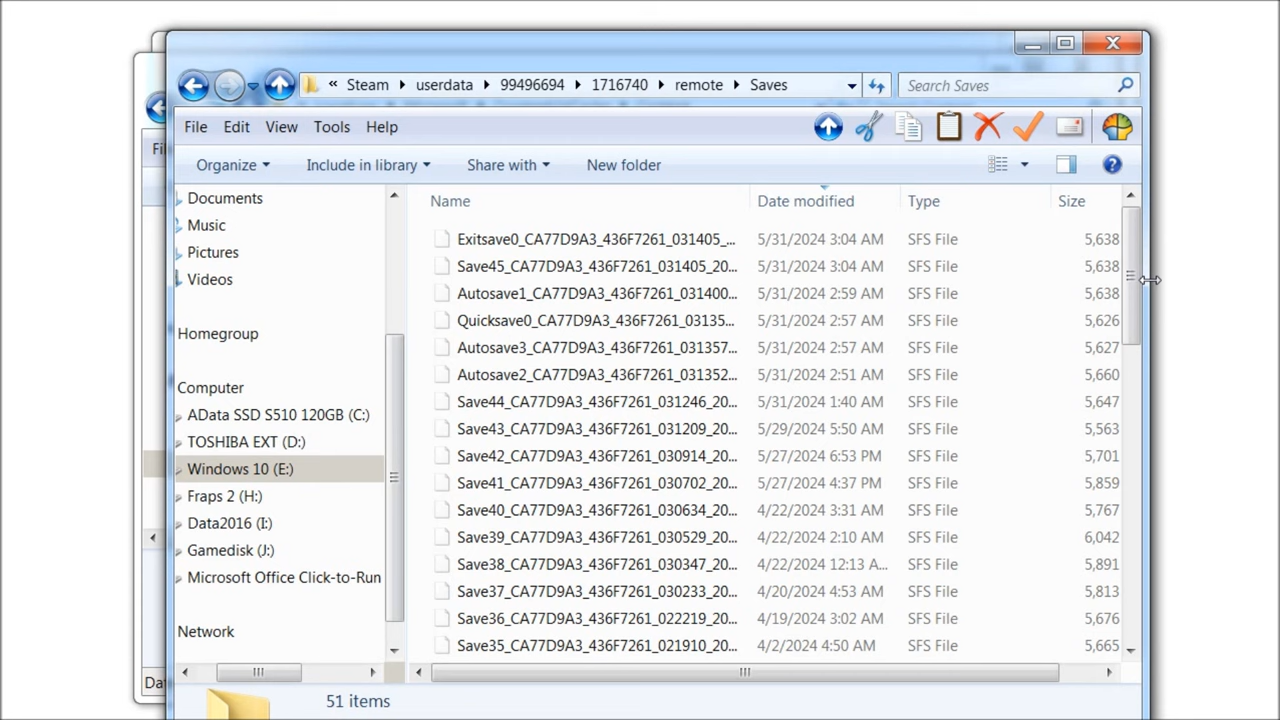 « Steam ▸ userdata ▸ 99496694 ▸ 1716740 ▸ remote ▸ Saves
Search Saves
File Edit View Tools Help
Organize Include in library Share with New folder
Documents
Music
Pictures
Videos
Homegroup
Computer
AData SSD S510 120GB (C:)
TOSHIBA EXT (D:)
Windows 10 (E:)
Fraps 2 (H:)
Data2016 (I:)
Gamedisk (J:)
Microsoft Office Click-to-Run
Network
Name Date modified Type Size
Exitsave0_CA77D9A3_436F7261_031405_... 5/31/2024 3:04 AM SFS File 5,638
Save45_CA77D9A3_436F7261_031405_20... 5/31/2024 3:04 AM SFS File 5,638
Autosave1_CA77D9A3_436F7261_031400... 5/31/2024 2:59 AM SFS File 5,638
Quicksave0_CA77D9A3_436F7261_03135... 5/31/2024 2:57 AM SFS File 5,626
Autosave3_CA77D9A3_436F7261_031357... 5/31/2024 2:57 AM SFS File 5,627
Autosave2_CA77D9A3_436F7261_031352... 5/31/2024 2:51 AM SFS File 5,660
Save44_CA77D9A3_436F7261_031246_20... 5/31/2024 1:40 AM SFS File 5,647
Save43_CA77D9A3_436F7261_031209_20... 5/29/2024 5:50 AM SFS File 5,563
Save42_CA77D9A3_436F7261_030914_20... 5/27/2024 6:53 PM SFS File 5,701
Save41_CA77D9A3_436F7261_030702_20... 5/27/2024 4:37 PM SFS File 5,859
Save40_CA77D9A3_436F7261_030634_20... 4/22/2024 3:31 AM SFS File 5,767
Save39_CA77D9A3_436F7261_030529_20... 4/22/2024 2:10 AM SFS File 6,042
Save38_CA77D9A3_436F7261_030347_20... 4/22/2024 12:13 A... SFS File 5,891
Save37_CA77D9A3_436F7261_030233_20... 4/20/2024 4:53 AM SFS File 5,813
Save36_CA77D9A3_436F7261_022219_20... 4/19/2024 3:02 AM SFS File 5,676
Save35_CA77D9A3_436F7261_021910_20... 4/2/2024 4:50 AM SFS File 5,665
51 items